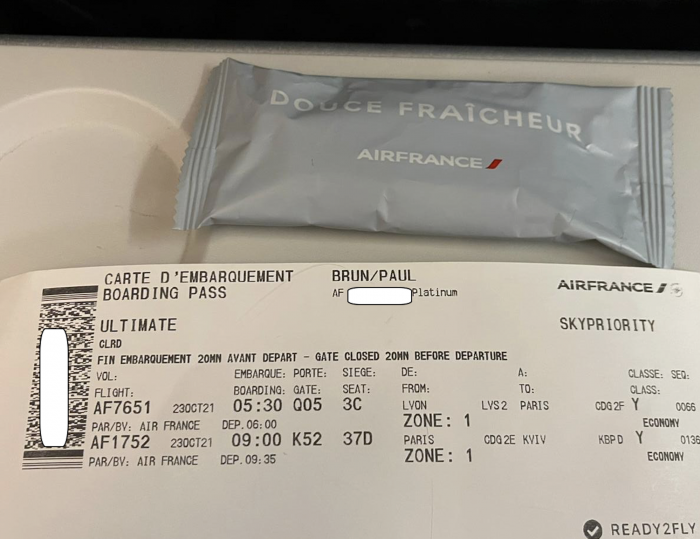 DOUCE FRAÎCHEUR
AIRFRANCE
CARTE D'EMBARQUEMENT BRUN/PAUL AIRFRANCE
BOARDING PASS AF Platinum
ULTIMATE SKYPRIORITY
CLRD
FIN EMBARQUEMENT 20MN AVANT DEPART - GATE CLOSED 20MN BEFORE DEPARTURE
VOL: EMBARQUE: PORTE: SIEGE: DE: A: CLASSE: SEQ:
FLIGHT: BOARDING: GATE: SEAT: FROM: TO: CLASS:
AF7651 23OCT21 05:30 Q05 3C LYON LYS2 PARIS CDG2F Y 0066
PAR/BY: AIR FRANCE DEP.06:00 ZONE: 1 ECONOMY
AF1752 23OCT21 09:00 K52 37D PARIS CDG2E KYIV KBPD Y 0136
PAR/BY: AIR FRANCE DEP.09:35 ZONE: 1 ECONOMY
READY2FLY